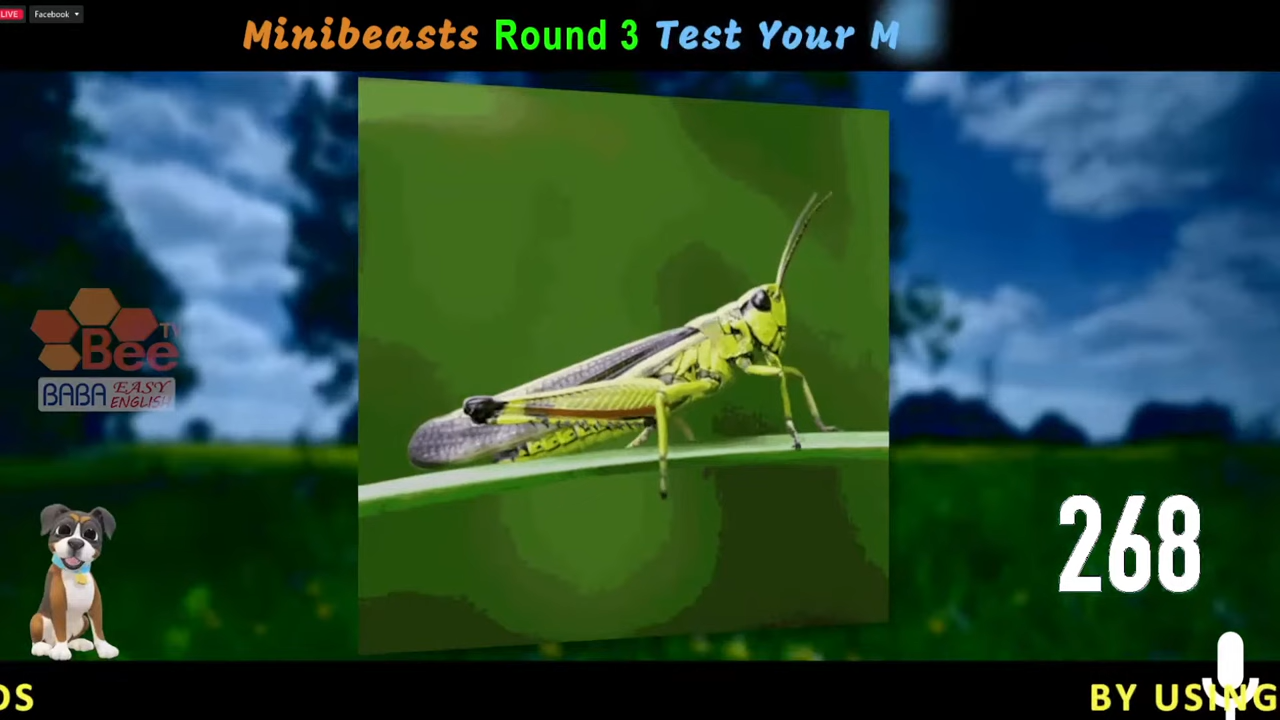 LIVE
Facebook
Minibeasts Round 3 Test Your M
TV
Bee
BABA EASY
ENGLISH
268
DS
BY USING